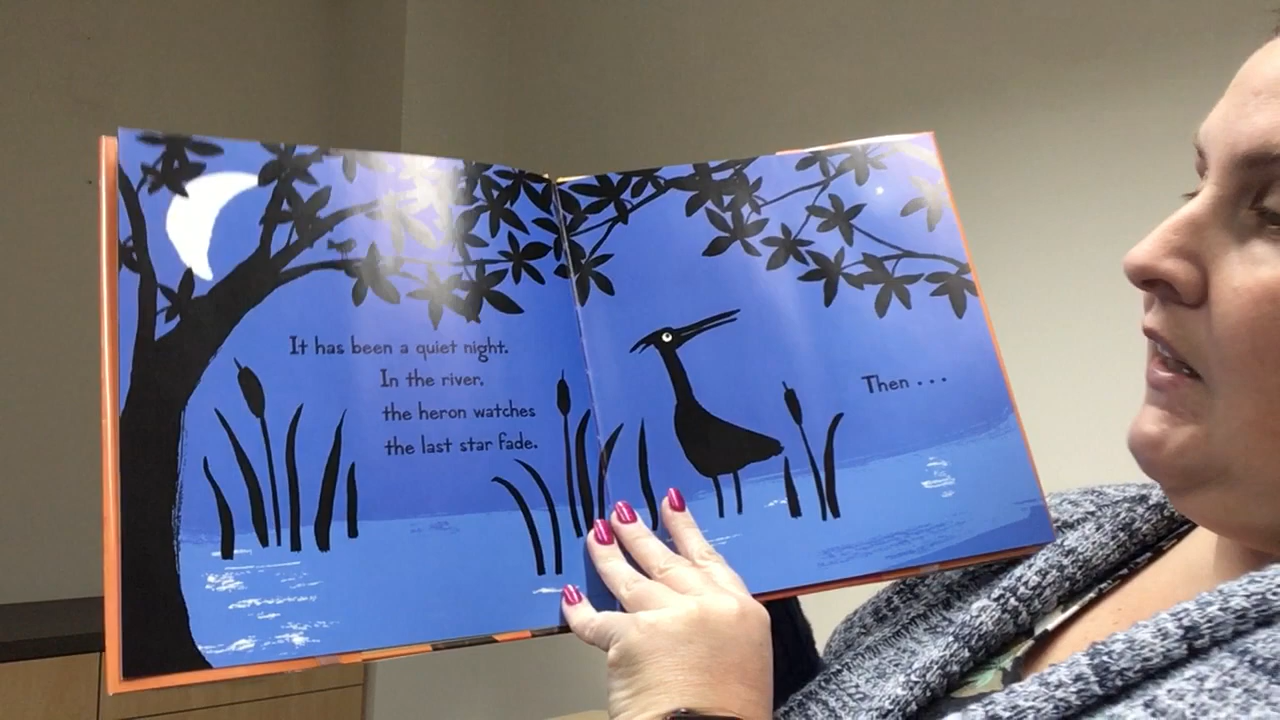 It has been a quiet night.
In the river,
the heron watches
the last star fade.
Then . . .